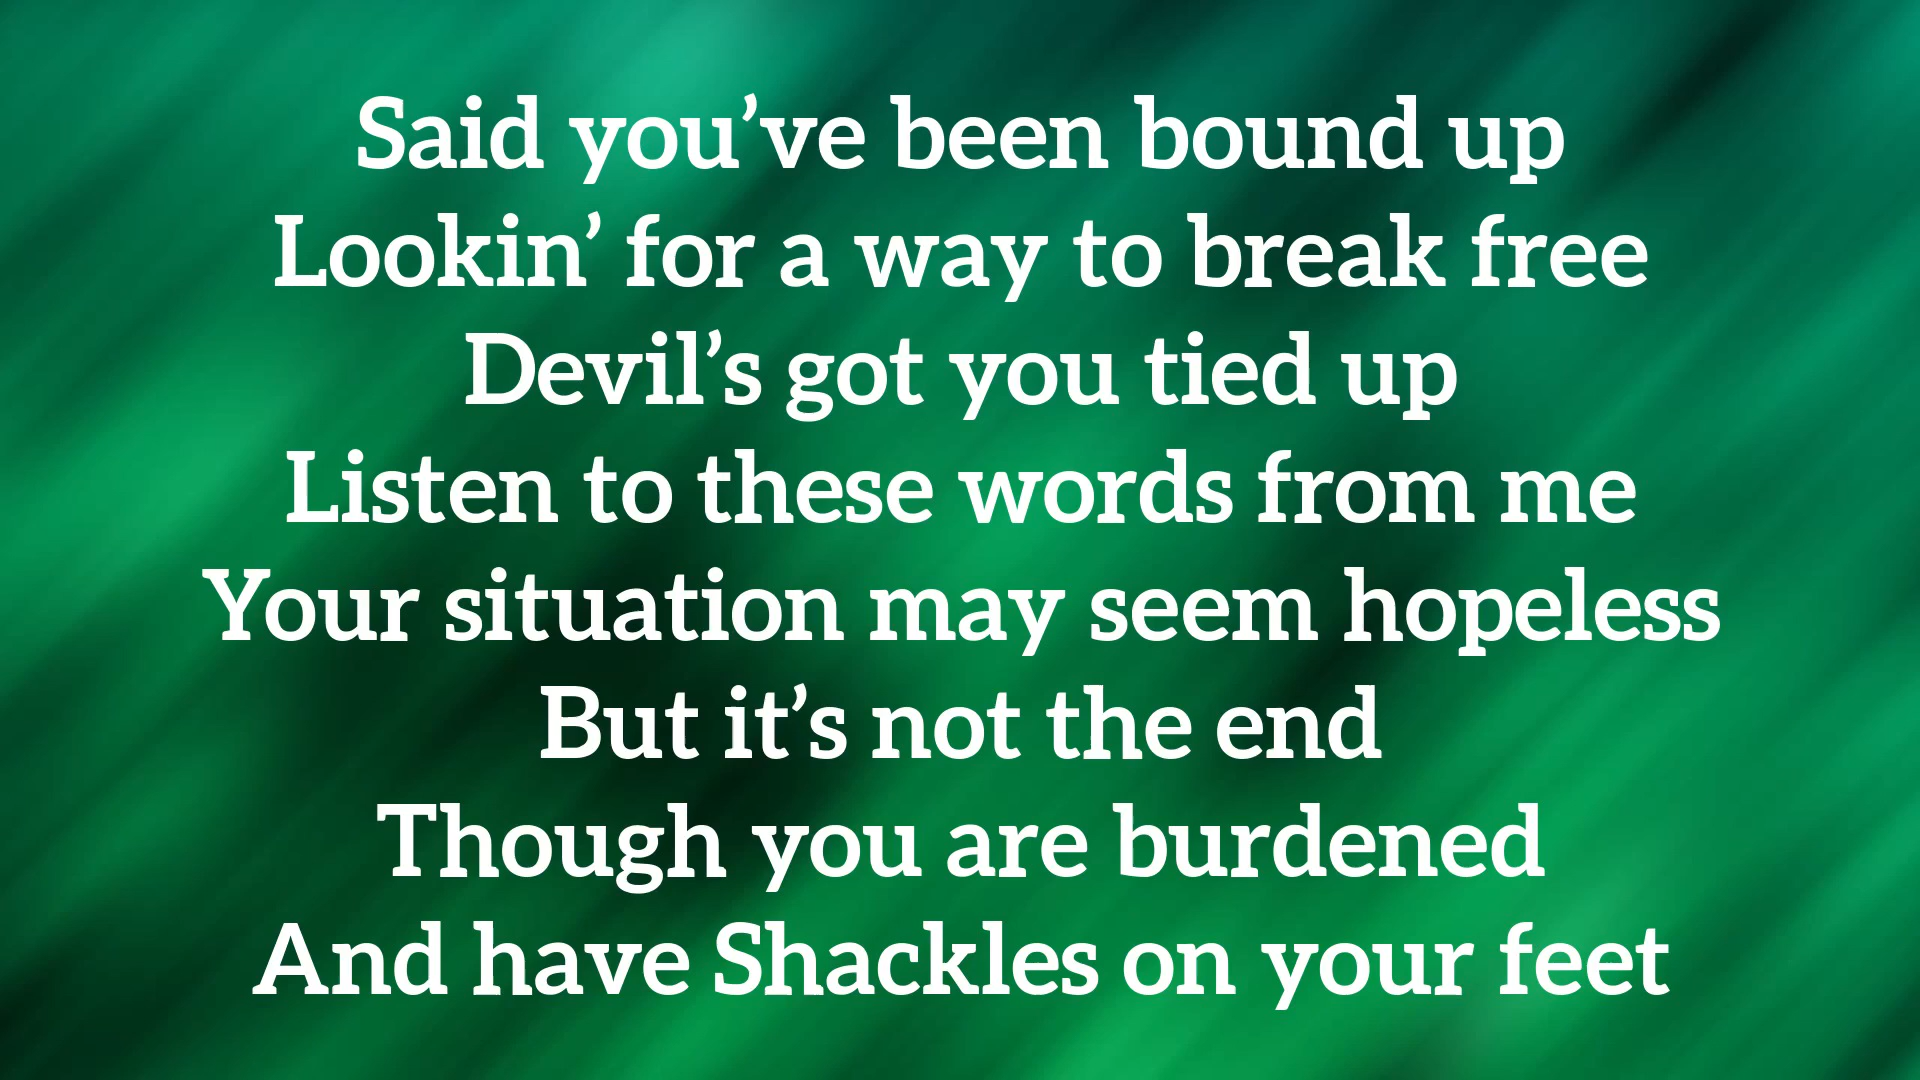 Said you’ve been bound up
Lookin’ for a way to break free
Devil’s got you tied up
Listen to these words from me
Your situation may seem hopeless
But it’s not the end
Though you are burdened
And have Shackles on your feet